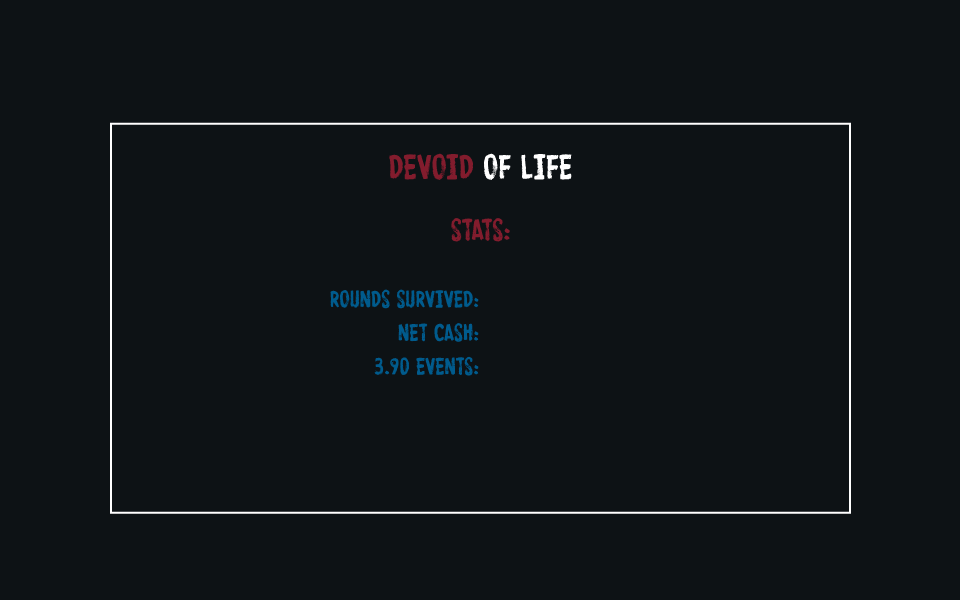 DEVOID OF LIFE
STATS:
ROUNDS SURVIVED:
NET CASH:
3.90 EVENTS: